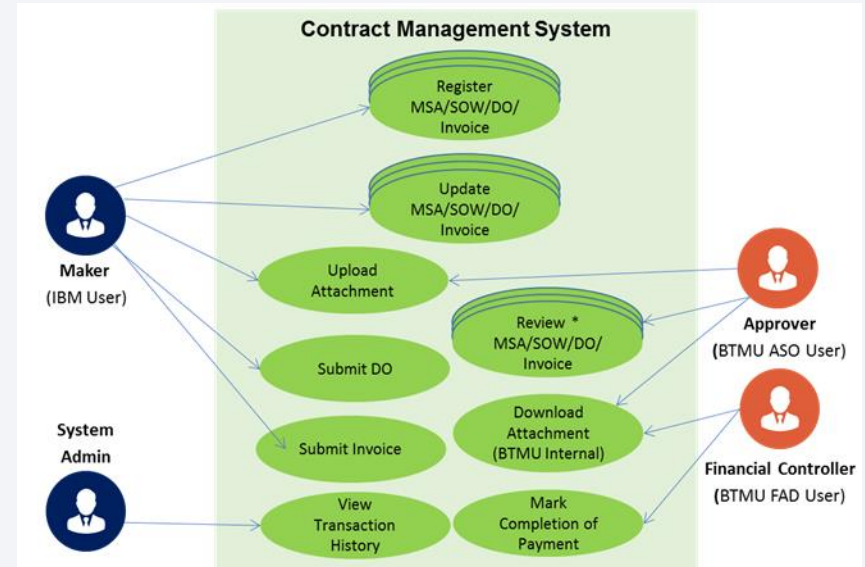 Contract Management System
Register
MSA/SOW/DO/
Invoice
Update
MSA/SOW/DO/
Invoice
Maker
(IBM User)
Upload
Attachment
Approver
(BTMU ASO User)
Review *
MSA/SOW/DO/
Invoice
Submit DO
Download
Attachment
(BTMU Internal)
System
Admin
Submit Invoice
Financial Controller
(BTMU FAD User)
View
Transaction
History
Mark
Completion of
Payment